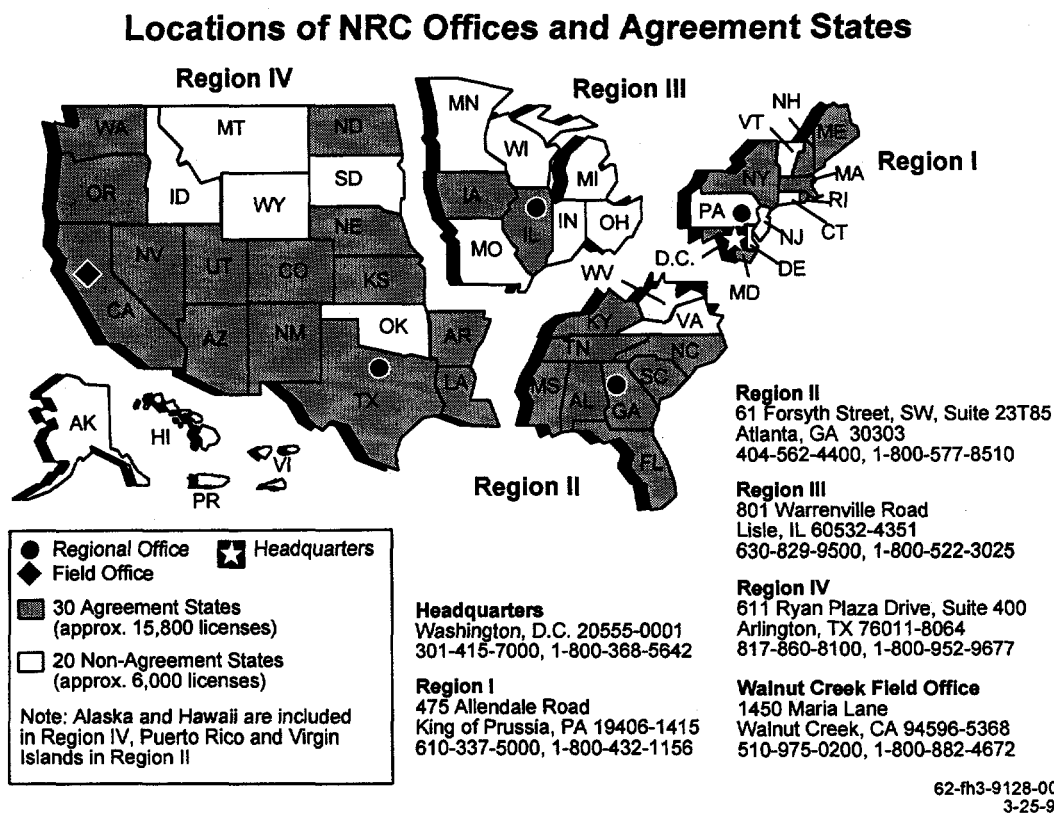 Locations of NRC Offices and Agreement States
Region IV
Region III
Region I
WA
MT
ND
OR
ID
SD
WY
NE
NV
UT
CO
KS
CA
AZ
NM
OK
AR
TX
LA
AK
HI
PR
VI
MN
WI
MI
IA
IL
IN
OH
MO
NH
VT
ME
NY
MA
RI
CT
PA
NJ
DE
D.C.
MD
WV
KY
VA
TN
NC
SC
MS
AL
GA
FL
Region II
Regional Office
Headquarters
Field Office
30 Agreement States
(approx. 15,800 licenses)
20 Non-Agreement States
(approx. 6,000 licenses)
Note: Alaska and Hawaii are included
in Region IV, Puerto Rico and Virgin
Islands in Region II
Headquarters
Washington, D.C. 20555-0001
301-415-7000, 1-800-368-5642
Region I
475 Allendale Road
King of Prussia, PA 19406-1415
610-337-5000, 1-800-432-1156
Region II
61 Forsyth Street, SW, Suite 23T85
Atlanta, GA 30303
404-562-4400, 1-800-577-8510
Region III
801 Warrenville Road
Lisle, IL 60532-4351
630-829-9500, 1-800-522-3025
Region IV
611 Ryan Plaza Drive, Suite 400
Arlington, TX 76011-8064
817-860-8100, 1-800-952-9677
Walnut Creek Field Office
1450 Maria Lane
Walnut Creek, CA 94596-5368
510-975-0200, 1-800-882-4672
62-fh3-9128-00
3-25-9